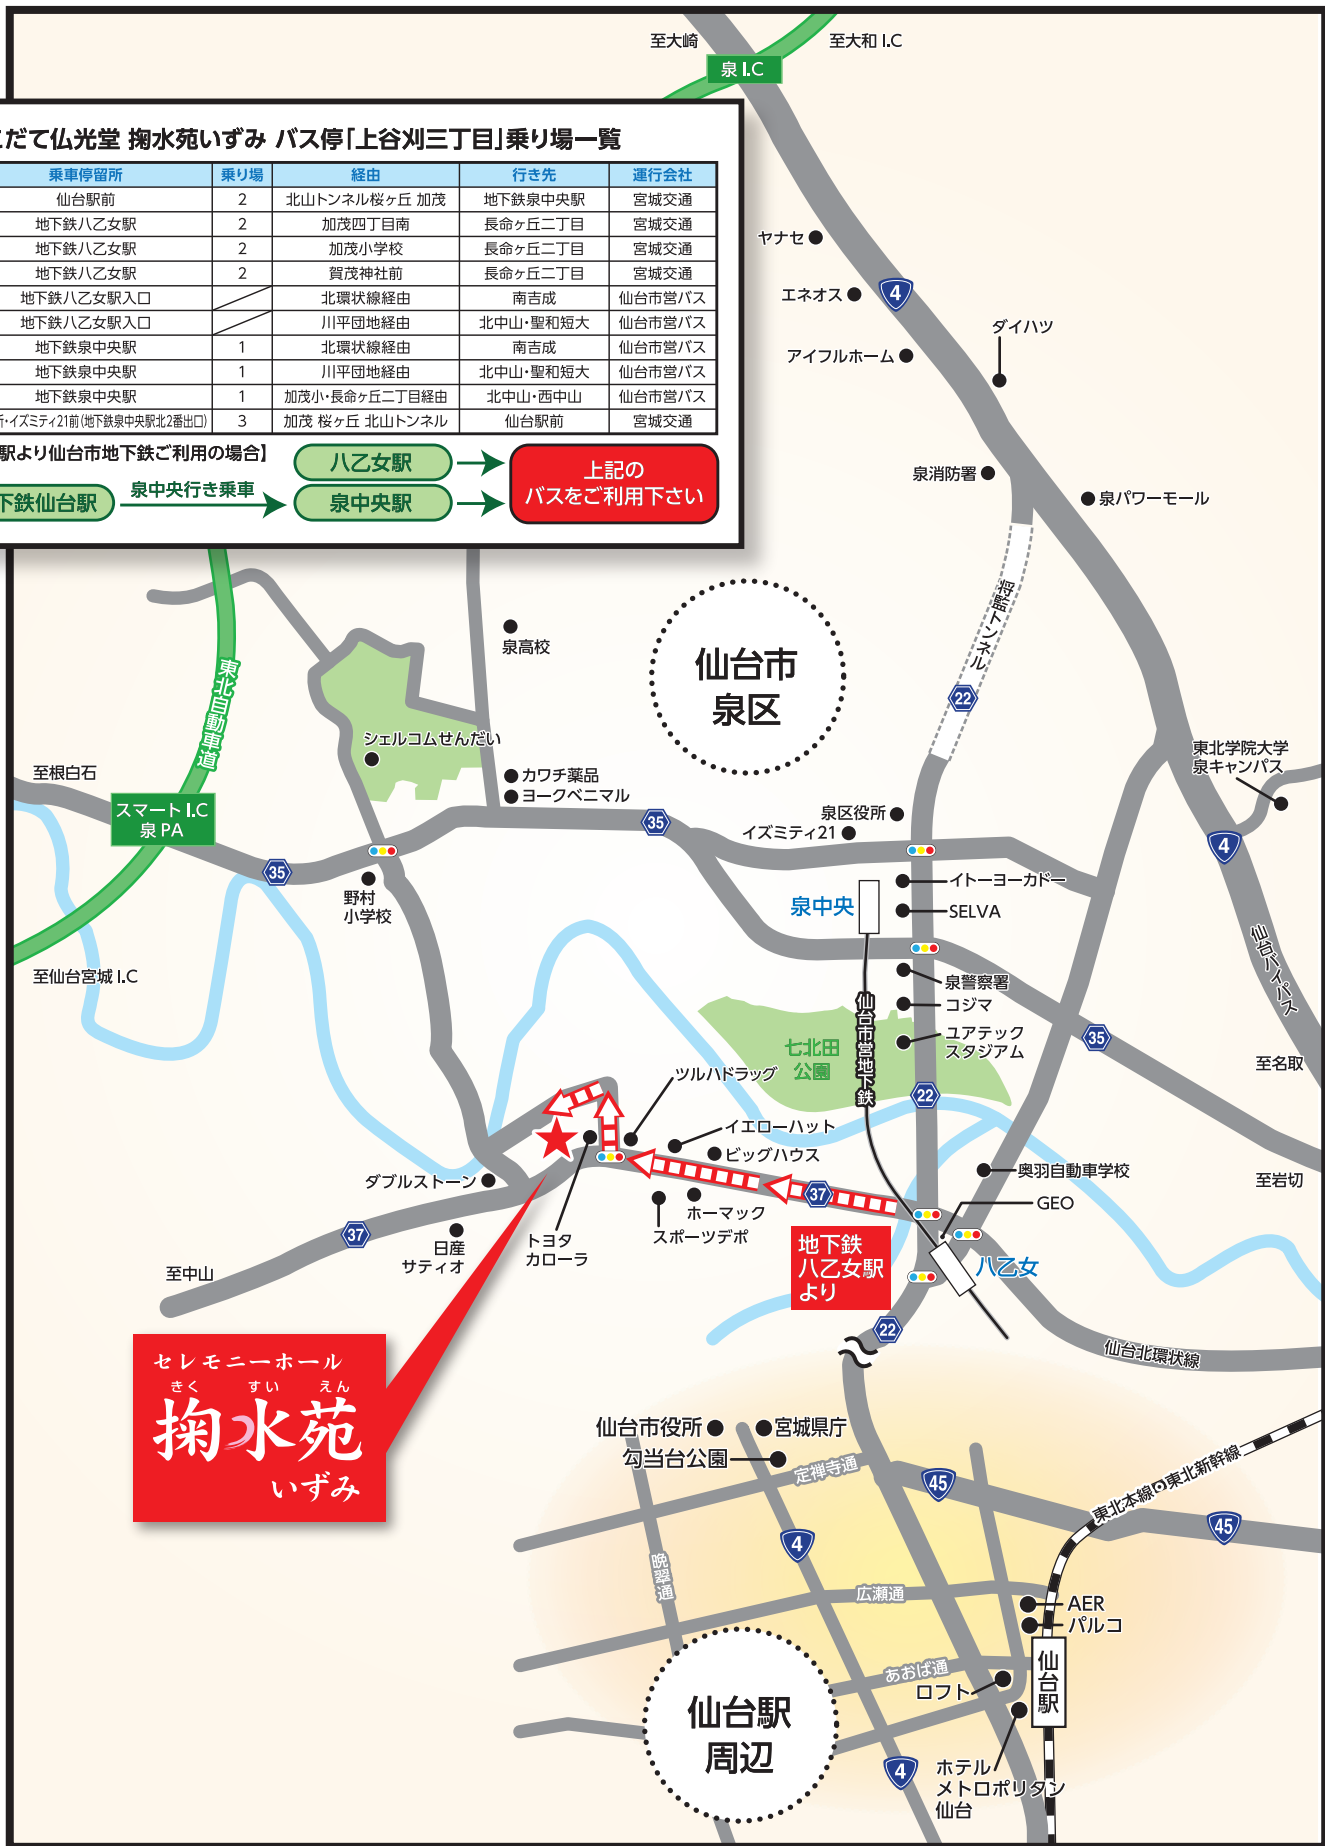 至大崎
至大和 I.C
泉 I.C
だて仏光堂 掬水苑いずみ バス停「上谷刈三丁目」乗り場一覧
乗車停留所 乗り場 経由 行き先 運行会社
仙台駅前 2 北山トンネル桜ヶ丘 加茂 地下鉄泉中央駅 宮城交通
地下鉄八乙女駅 2 加茂四丁目南 長命ヶ丘二丁目 宮城交通
地下鉄八乙女駅 2 加茂小学校 長命ヶ丘二丁目 宮城交通
地下鉄八乙女駅 2 賀茂神社前 長命ヶ丘二丁目 宮城交通
地下鉄八乙女駅入口 北環状線経由 南吉成 仙台市営バス
地下鉄八乙女駅入口 川平団地経由 北中山・聖和短大 仙台市営バス
地下鉄泉中央駅 1 北環状線経由 南吉成 仙台市営バス
地下鉄泉中央駅 1 川平団地経由 北中山・聖和短大 仙台市営バス
地下鉄泉中央駅 1 加茂小・長命ヶ丘二丁目経由 北中山・西中山 仙台市営バス
・イズミティ21前(地下鉄泉中央駅北2番出口) 3 加茂 桜ヶ丘 北山トンネル 仙台駅前 宮城交通
駅より仙台市地下鉄ご利用の場合】
下鉄仙台駅
泉中央行き乗車
八乙女駅
泉中央駅
上記の
バスをご利用下さい
ヤナセ
エネオス
4
アイフルホーム
ダイハツ
泉消防署
泉パワーモール
将監トンネル
22
泉高校
仙台市
泉区
東北自動車道
シェルコムせんだい
至根白石
スマート I.C
泉 PA
カワチ薬品
ヨークベニマル
35
35
野村
小学校
泉区役所
イズミティ21
東北学院大学
泉キャンパス
4
イトーヨーカドー
泉中央
SELVA
仙台バイパス
至仙台宮城 I.C
泉警察署
コジマ
仙台市営地下鉄
ユアテック
スタジアム
七北田
公園
35
至名取
22
ツルハドラッグ
イエローハット
ビッグハウス
奥羽自動車学校
至岩切
ダブルストーン
37
GEO
ホーマック
スポーツデポ
37
日産
サティオ
トヨタ
カローラ
地下鉄
八乙女駅
より
八乙女
至中山
22
仙台北環状線
セレモニーホール
きく すい えん
掬水苑
いずみ
仙台市役所
宮城県庁
勾当台公園
定禅寺通
45
東北本線
東北新幹線
45
4
晩翠通
広瀬通
AER
パルコ
あおば通
ロフト
仙台駅
仙台駅
周辺
4
ホテル
メトロポリタン
仙台